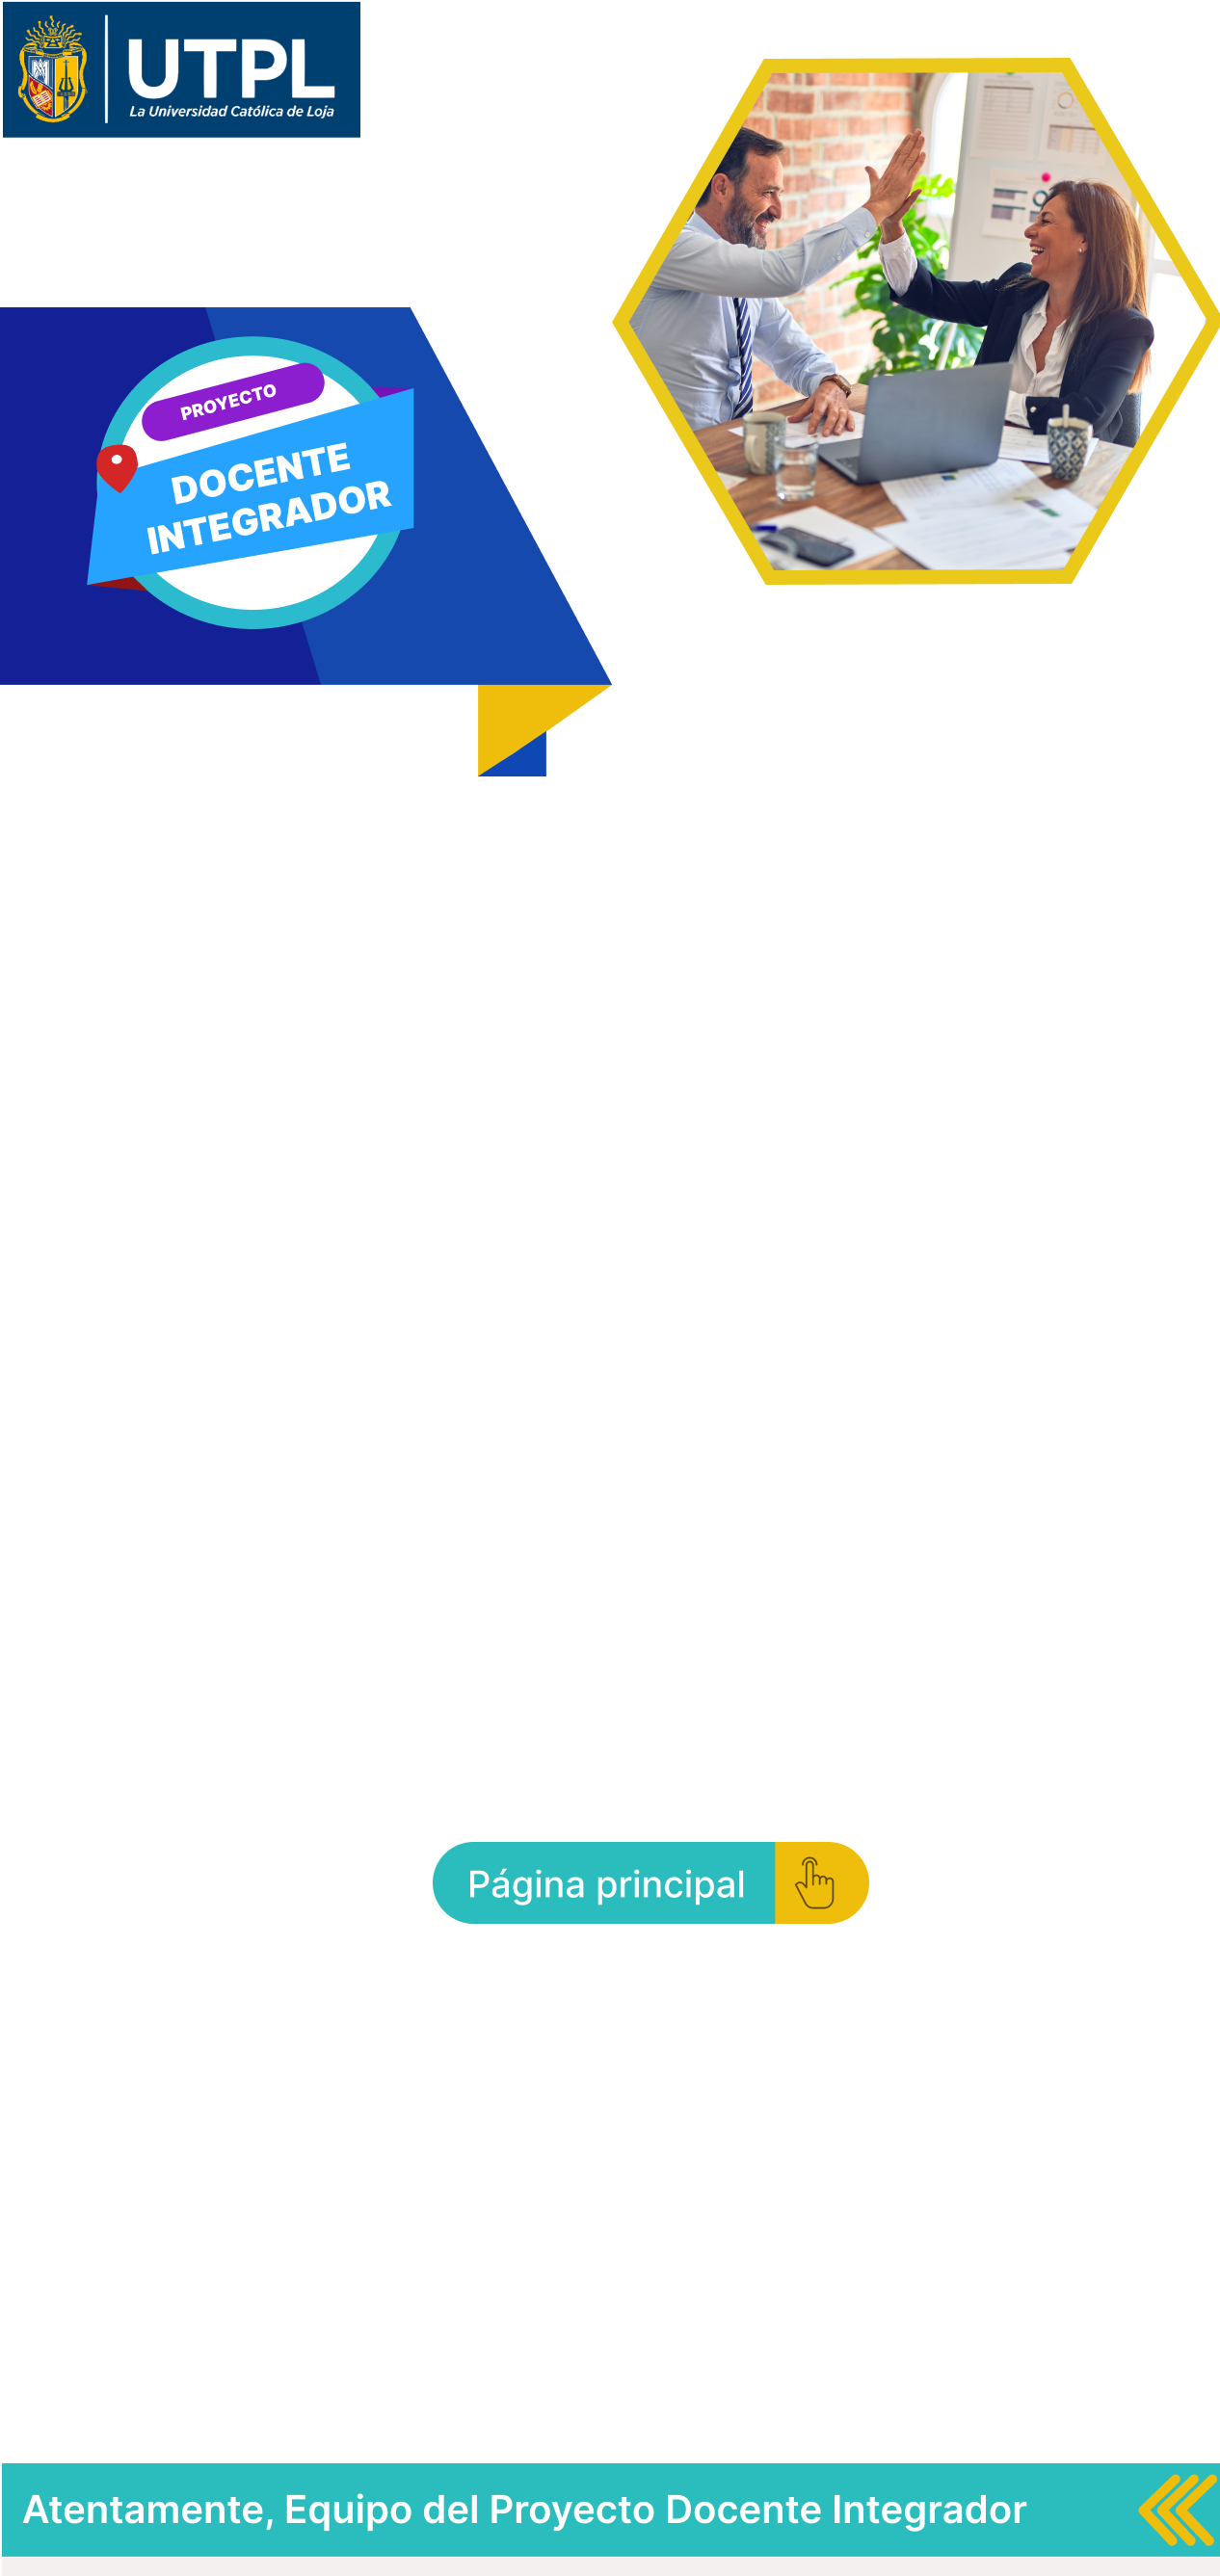 UTPL
La Universidad Católica de Loja
PROYECTO
DOCENTE
INTEGRADOR
Página principal
Atentamente, Equipo del Proyecto Docente Integrador